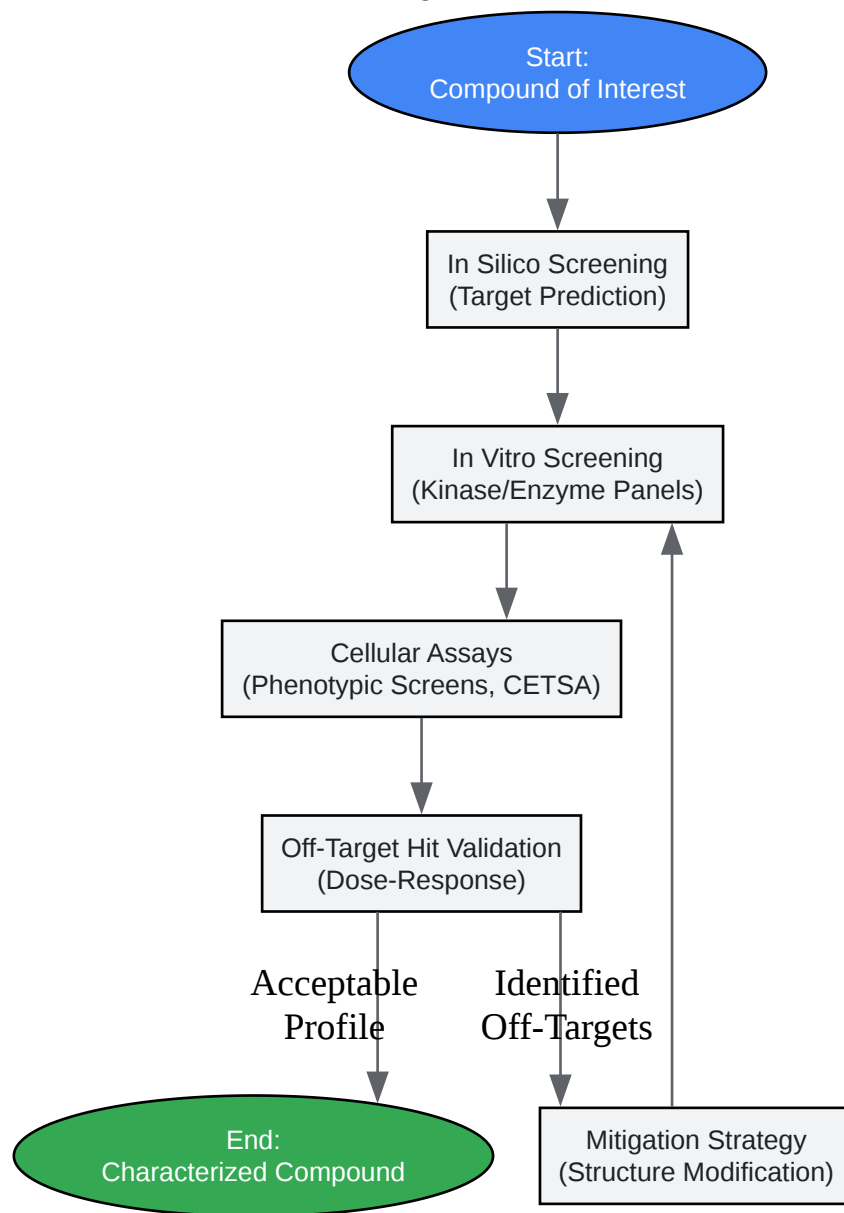 Start:
Compound of Interest
In Silico Screening
(Target Prediction)
In Vitro Screening
(Kinase/Enzyme Panels)
Cellular Assays
(Phenotypic Screens, CETSA)
Off-Target Hit Validation
(Dose-Response)
Acceptable
Profile
Identified
Off-Targets
End:
Characterized Compound
Mitigation Strategy
(Structure Modification)